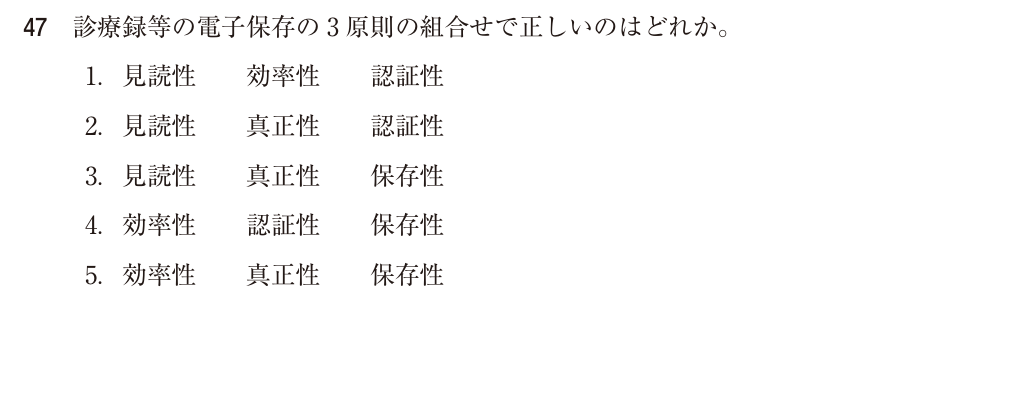 47 診療録等の電子保存の3原則の組合せで正しいのはどれか。
1. 見読性 効率性 認証性
2. 見読性 真正性 認証性
3. 見読性 真正性 保存性
4. 効率性 認証性 保存性
5. 効率性 真正性 保存性